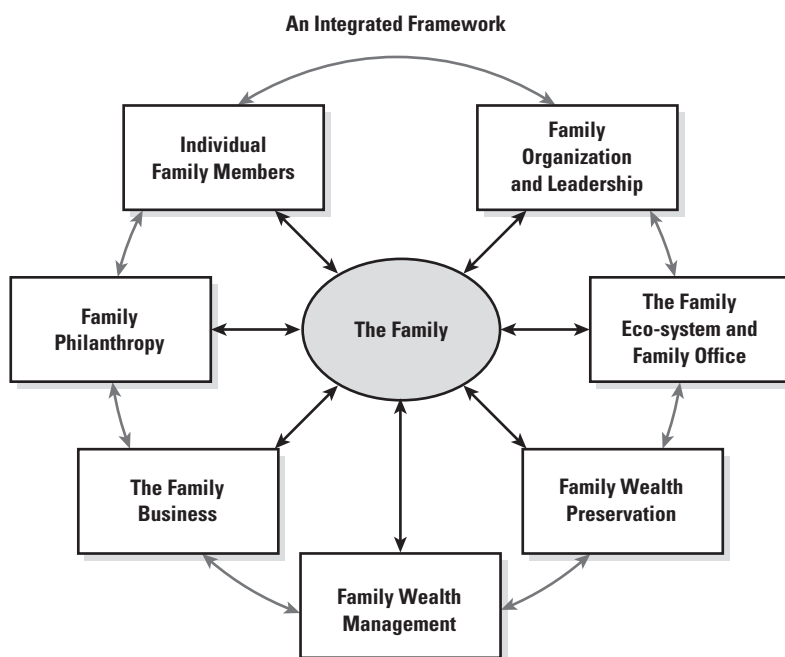 An Integrated Framework
Individual
Family Members
Family
Organization
and Leadership
Family
Philanthropy
The Family
The Family
Eco-system and
Family Office
The Family
Business
Family Wealth
Preservation
Family Wealth
Management